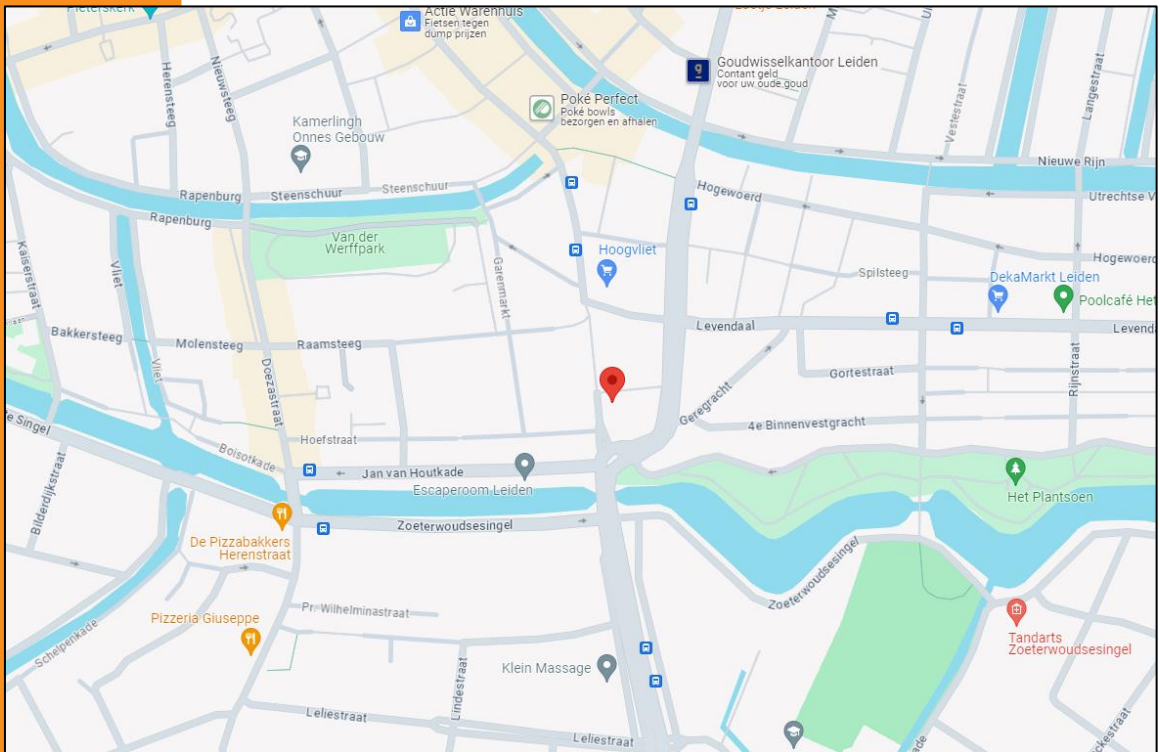 Pieterskerk
Actie Warenhuis
Fietsen tegen
dump prijzen
Goudwisselkantoor Leiden
Contant geld
voor uw oude goud
Herensteeg
Nieuwsteeg
Poké Perfect
Poké bowls
bezorgen en afhalen
Vestestraat
Langestraat
Kamerlingh
Onnes Gebouw
Nieuwe Rijn
Rapenburg
Steenschuur
Steenschuur
Hogewoerd
Utrechtse V
Rapenburg
Van der
Werffpark
Kaiserstraat
Vliet
Garenmarkt
Hoogvliet
Spilsteeg
Hogewoerd
DekaMarkt Leiden
Poolcafé Het
Levendaal
Levenda
Bakkersteeg
Molensteeg
Raamsteeg
Vliet
Doezastraat
Gortestraat
Rijnstraat
Geregracht
4e Binnenvestgracht
e Singel
Hoefstraat
Boisotkade
Jan van Houtkade
Escaperoom Leiden
Het Plantsoen
Bilderdijkstraat
Zoeterwoudsesingel
De Pizzabakkers
Herenstraat
Zoeterwoudsesingel
Pr. Wilhelminastraat
Pizzeria Giuseppe
Schelpenkade
Tandarts
Zoeterwoudsesingel
Klein Massage
Lindestraat
Leliestraat
Leliestraat
kade